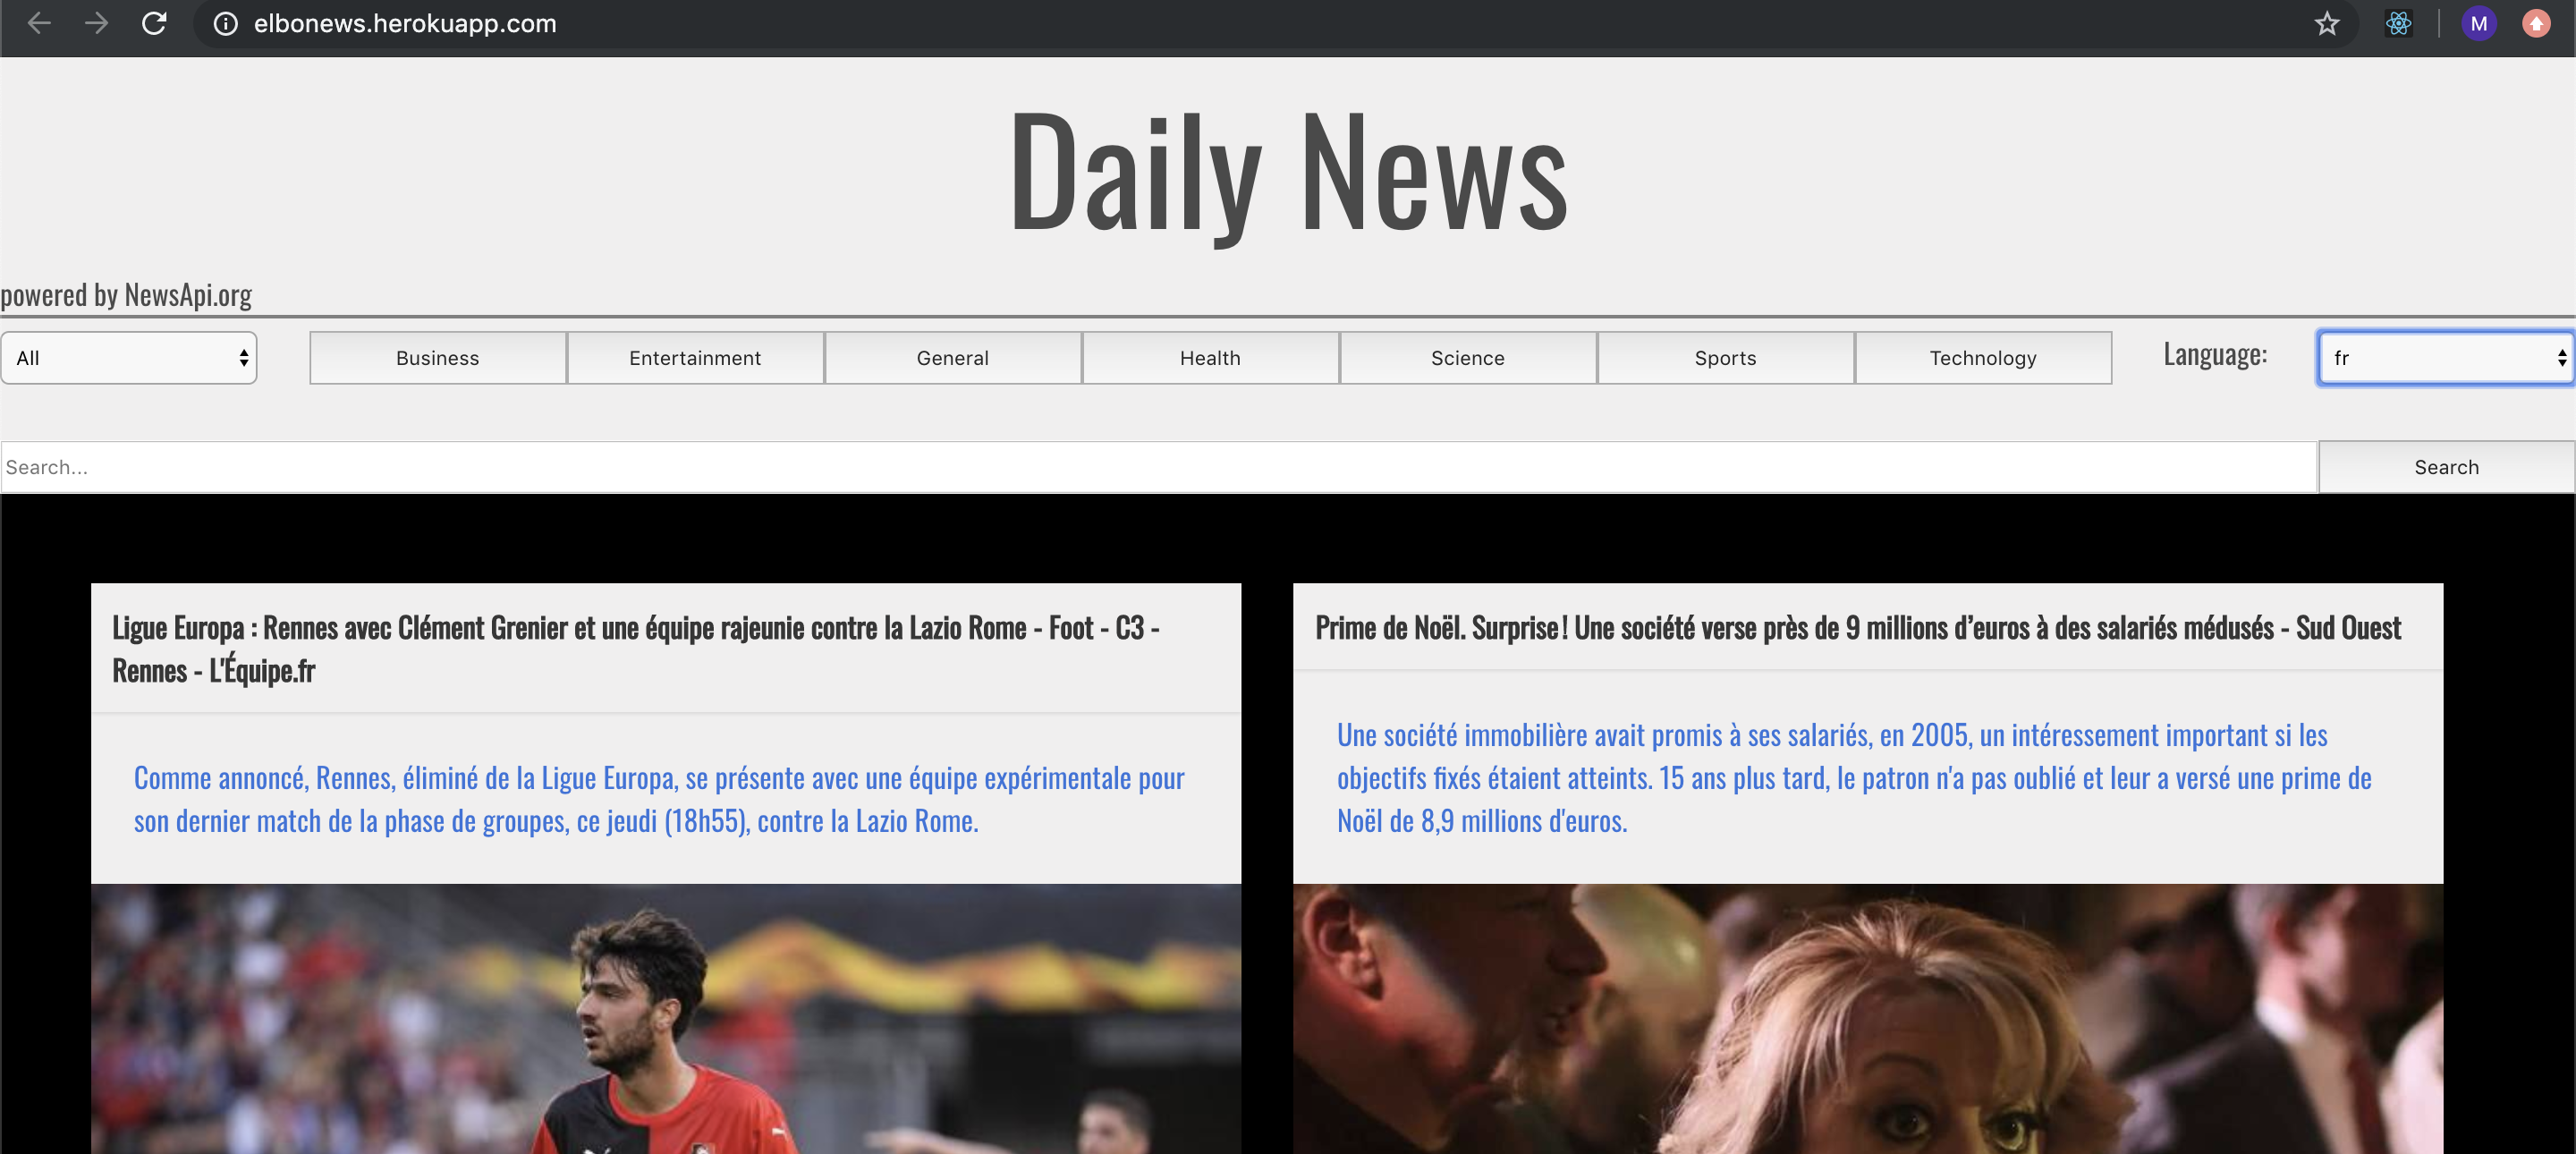 elbonews.herokuapp.com
M
Daily News
powered by NewsApi.org
All
Business
Entertainment
General
Health
Science
Sports
Technology
Language:
fr
Search...
Search
Ligue Europa : Rennes avec Clément Grenier et une équipe rajeunie contre la Lazio Rome - Foot - C3 -
Rennes - L'Équipe.fr
Comme annoncé, Rennes, éliminé de la Ligue Europa, se présente avec une équipe expérimentale pour
son dernier match de la phase de groupes, ce jeudi (18h55), contre la Lazio Rome.
Prime de Noël. Surprise ! Une société verse près de 9 millions d’euros à des salariés médusés - Sud Ouest
Une société immobilière avait promis à ses salariés, en 2005, un intéressement important si les
objectifs fixés étaient atteints. 15 ans plus tard, le patron n'a pas oublié et leur a versé une prime de
Noël de 8,9 millions d'euros.